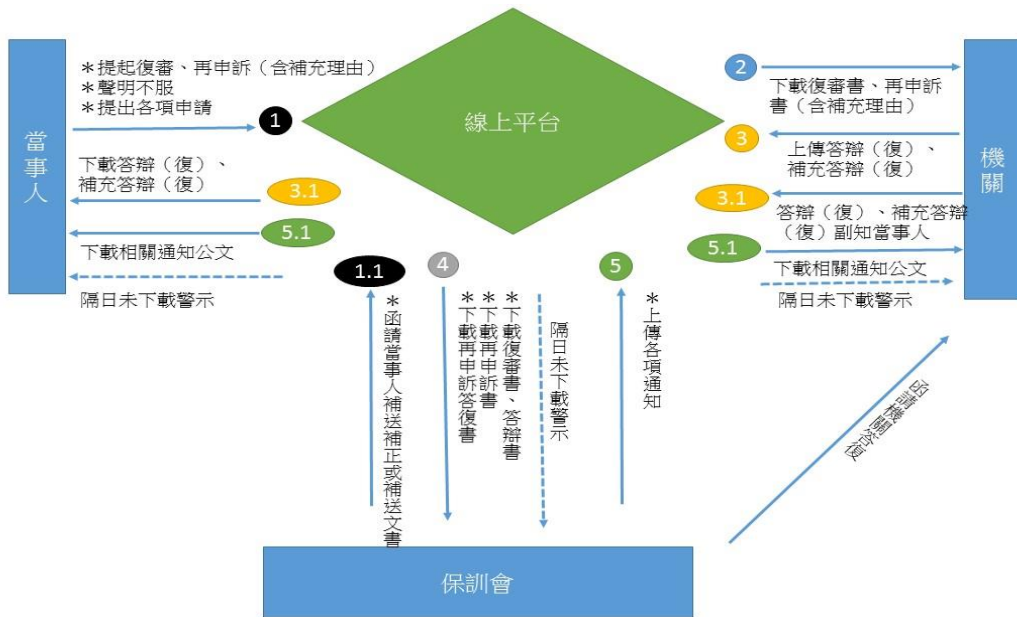 當事人
*提起復審、再申訴（含補充理由）
*聲明不服
*提出各項申請
1
下載答辯（復）、
補充答辯（復）
3.1
5.1
下載相關通知公文
隔日未下載警示
線上平台
2
下載復審書、再申訴
書（含補充理由）
3
上傳答辯（復）、
補充答辯（復）
3.1
答辯（復）、補充答辯
（復）副知當事人
5.1
下載相關通知公文
隔日未下載警示
機關
1.1
*函請當事人補送補正或補送文書
4
*下載復審書、答辯書
*下載再申訴書
*下載再申訴答復書
隔日未下載警示
5
*上傳各項通知
函請機關答復
保訓會